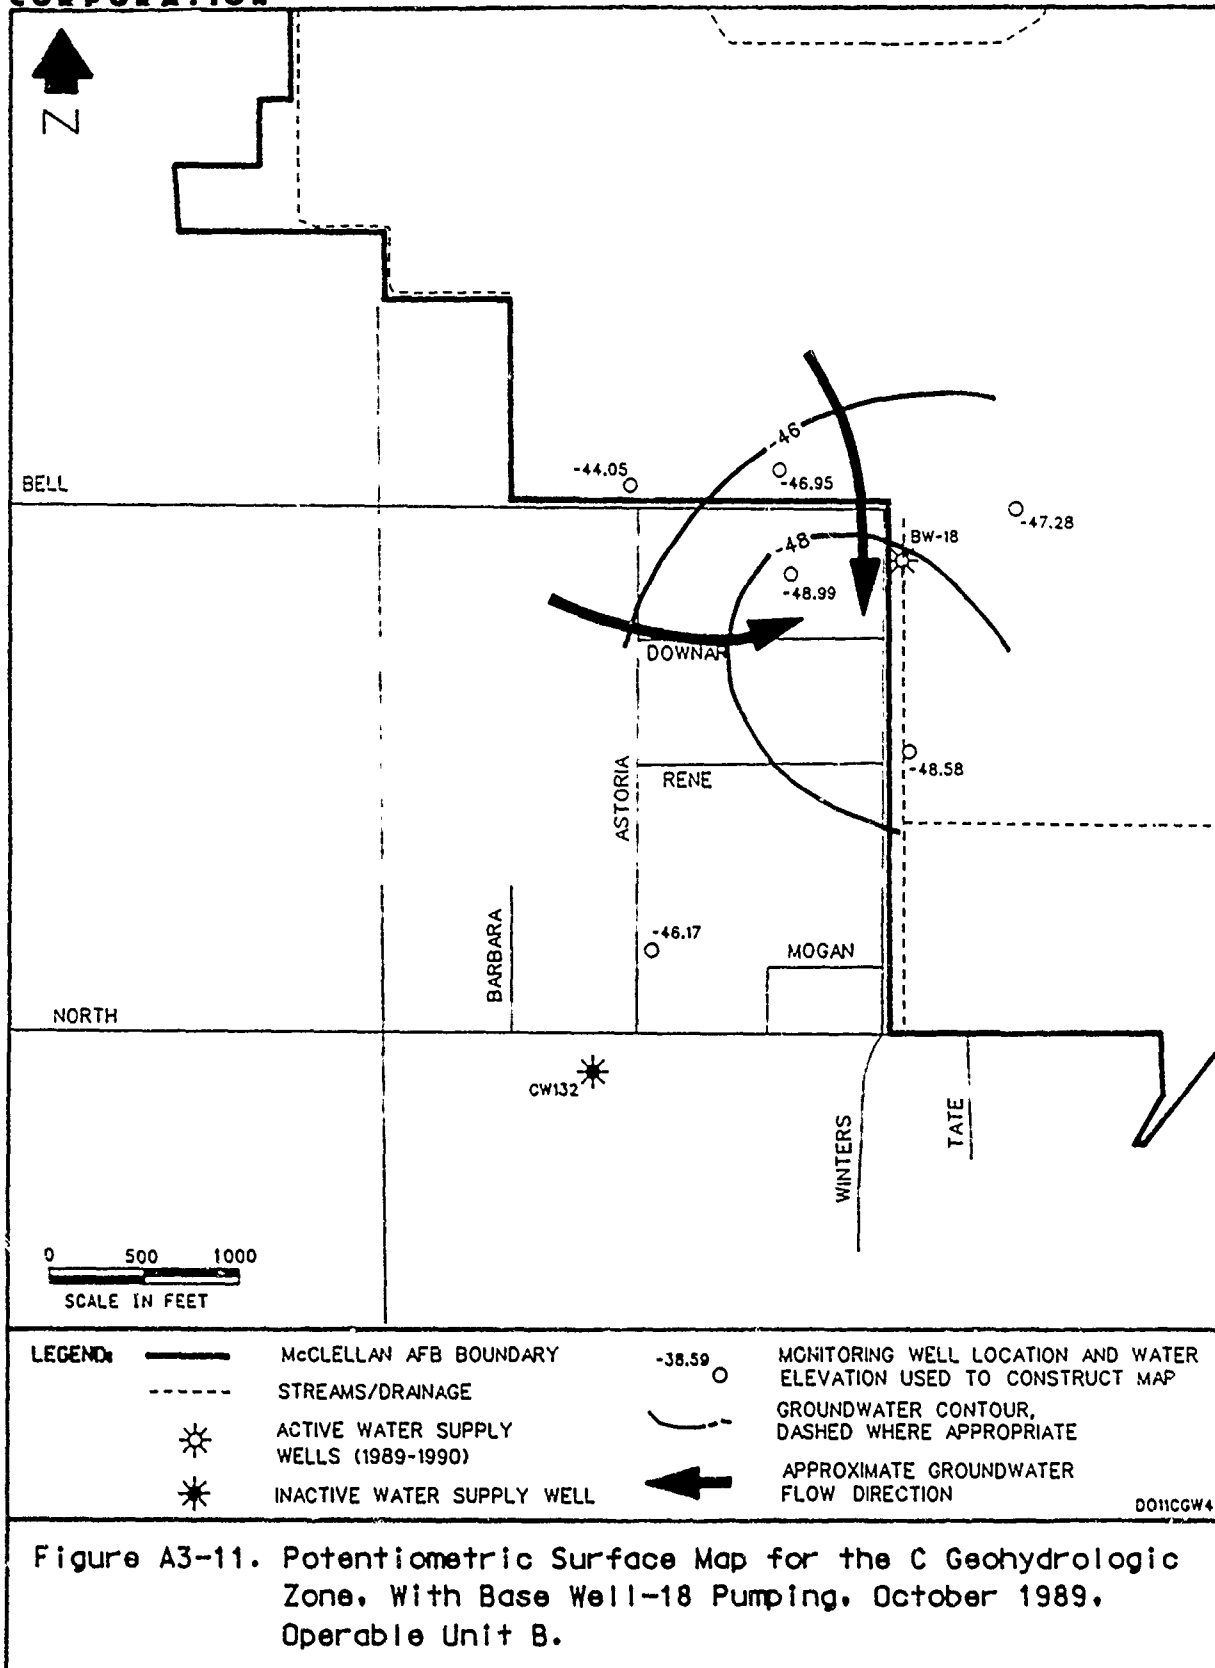 CORPORATION
N
-46
-44.05
-46.95
BELL
-47.28
-48
BW-18
-48.99
DOWNAR
-48.58
ASTORIA
RENE
BARBARA
-46.17
MOGAN
NORTH
CW132
WINTERS
TATE
0 500 1000
SCALE IN FEET
LEGEND:
McCLELLAN AFB BOUNDARY
STREAMS/DRAINAGE
ACTIVE WATER SUPPLY
WELLS (1989-1990)
INACTIVE WATER SUPPLY WELL
-38.59
MONITORING WELL LOCATION AND WATER
ELEVATION USED TO CONSTRUCT MAP
GROUNDWATER CONTOUR,
DASHED WHERE APPROPRIATE
APPROXIMATE GROUNDWATER
FLOW DIRECTION
DO11CGW4
Figure A3-11. Potentiometric Surface Map for the C Geohydrologic
Zone, With Base Well-18 Pumping, October 1989,
Operable Unit B.